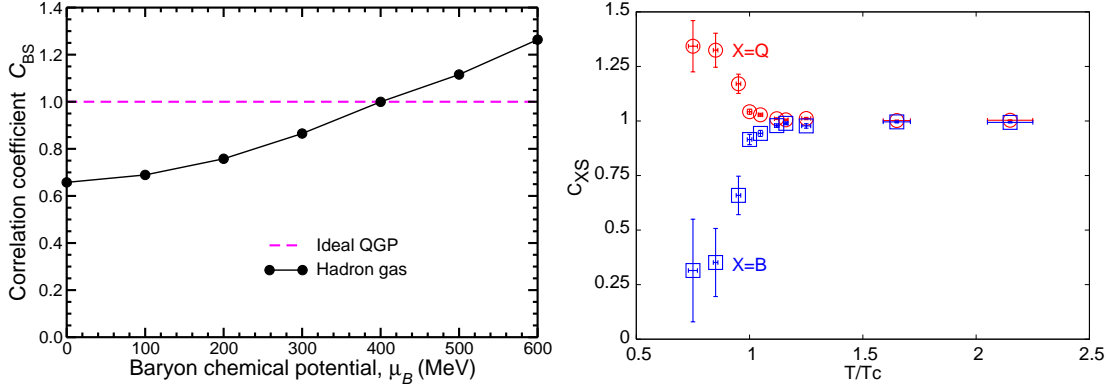 Correlation coefficient C_BS
1.4
1.2
1.0
0.8
0.6
0.4
0.2
0.0
Ideal QGP
Hadron gas
0 100 200 300 400 500 600
Baryon chemical potential, μ_B (MeV)
C_XS
1.5
1.25
1
0.75
0.5
0.25
0
X=Q
X=B
0.5 1 1.5 2 2.5
T/Tc